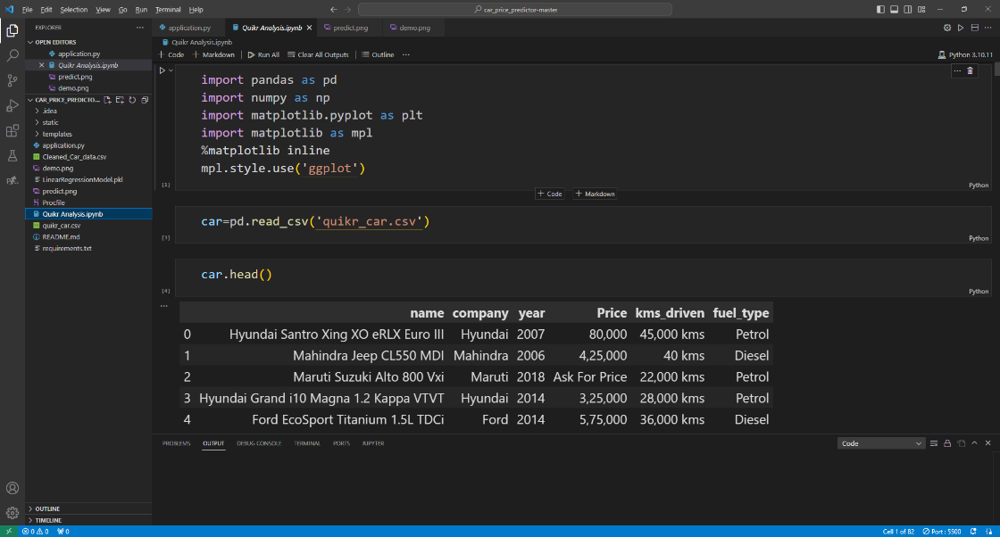 File Edit Selection View Go Run Terminal Help
car_price_predictor-master
EXPLORER
OPEN EDITORS
application.py
Quikr Analysis.ipynb
predict.png
demo.png
CAR_PRICE_PREDICTO...
.idea
static
templates
application.py
Cleaned_Car_data.csv
demo.png
LinearRegressionModel.pkl
predict.png
Procfile
Quikr Analysis.ipynb
quikr_car.csv
README.md
requirements.txt
OUTLINE
TIMELINE
application.py Quikr Analysis.ipynb predict.png demo.png
Quikr Analysis.ipynb
+ Code + Markdown Run All Clear All Outputs Outline ...
Python 3.10.11
import pandas as pd
import numpy as np
import matplotlib.pyplot as plt
import matplotlib as mpl
%matplotlib inline
mpl.style.use('ggplot')
[1]
Python
+ Code + Markdown
car=pd.read_csv('quikr_car.csv')
[3]
Python
car.head()
[4]
Python
name company year Price kms_driven fuel_type
0 Hyundai Santro Xing XO eRLX Euro III Hyundai 2007 80,000 45,000 kms Petrol
1 Mahindra Jeep CL550 MDI Mahindra 2006 4,25,000 40 kms Diesel
2 Maruti Suzuki Alto 800 Vxi Maruti 2018 Ask For Price 22,000 kms Petrol
3 Hyundai Grand i10 Magna 1.2 Kappa VTVT Hyundai 2014 3,25,000 28,000 kms Petrol
4 Ford EcoSport Titanium 1.5L TDCi Ford 2014 5,75,000 36,000 kms Diesel
PROBLEMS OUTPUT DEBUG CONSOLE TERMINAL PORTS JUPYTER
Code
0 0 0
Cell 1 of 82 Port : 5500